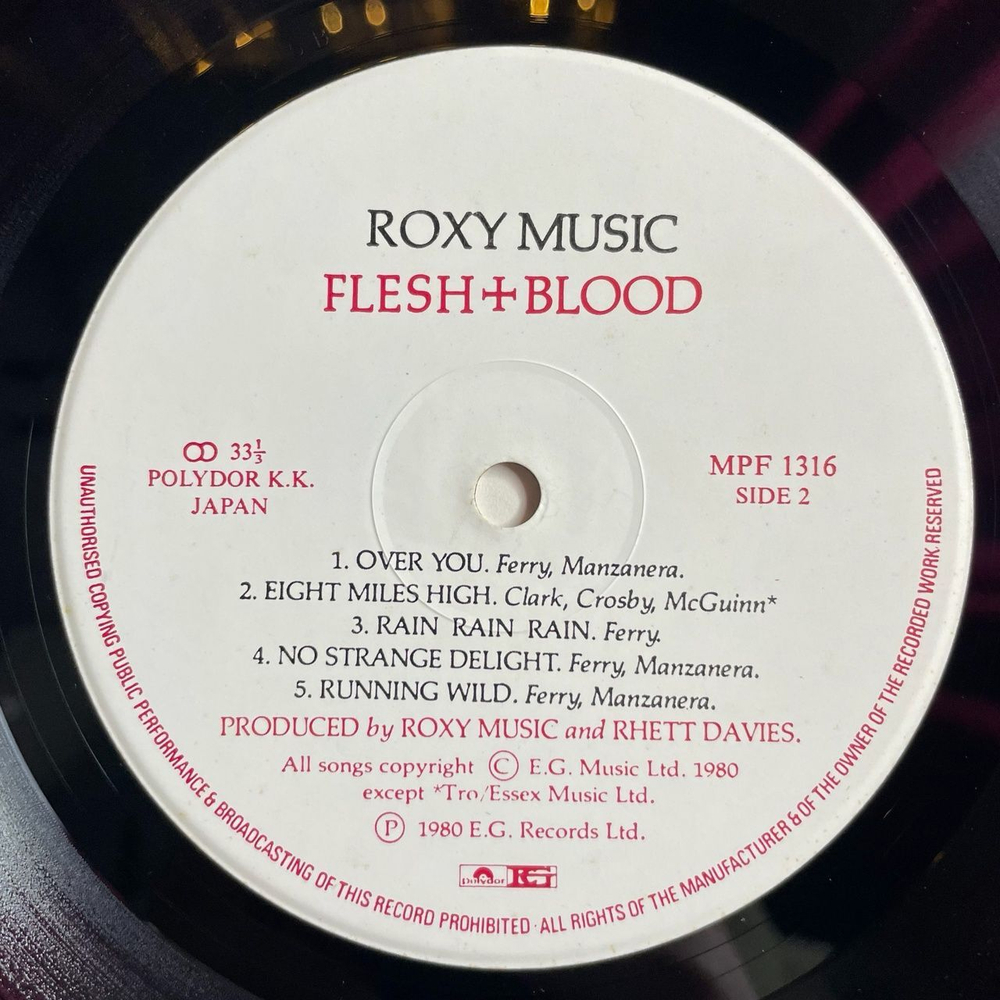 ROXY MUSIC
FLESH+BLOOD
33⅓
POLYDOR K.K.
JAPAN
MPF 1316
SIDE 2
1. OVER YOU. Ferry, Manzanera.
2. EIGHT MILES HIGH. Clark, Crosby, McGuinn*
3. RAIN RAIN RAIN. Ferry.
4. NO STRANGE DELIGHT. Ferry, Manzanera.
5. RUNNING WILD. Ferry, Manzanera.
PRODUCED by ROXY MUSIC and RHETT DAVIES.
All songs copyright Ⓒ E.G. Music Ltd. 1980
except *Tro/Essex Music Ltd.
Ⓟ 1980 E.G. Records Ltd.
polydor EG
UNAUTHORISED COPYING PUBLIC PERFORMANCE & BROADCASTING OF THIS RECORD PROHIBITED · ALL RIGHTS OF THE MANUFACTURER & OF THE OWNER OF THE RECORDED WORK RESERVED